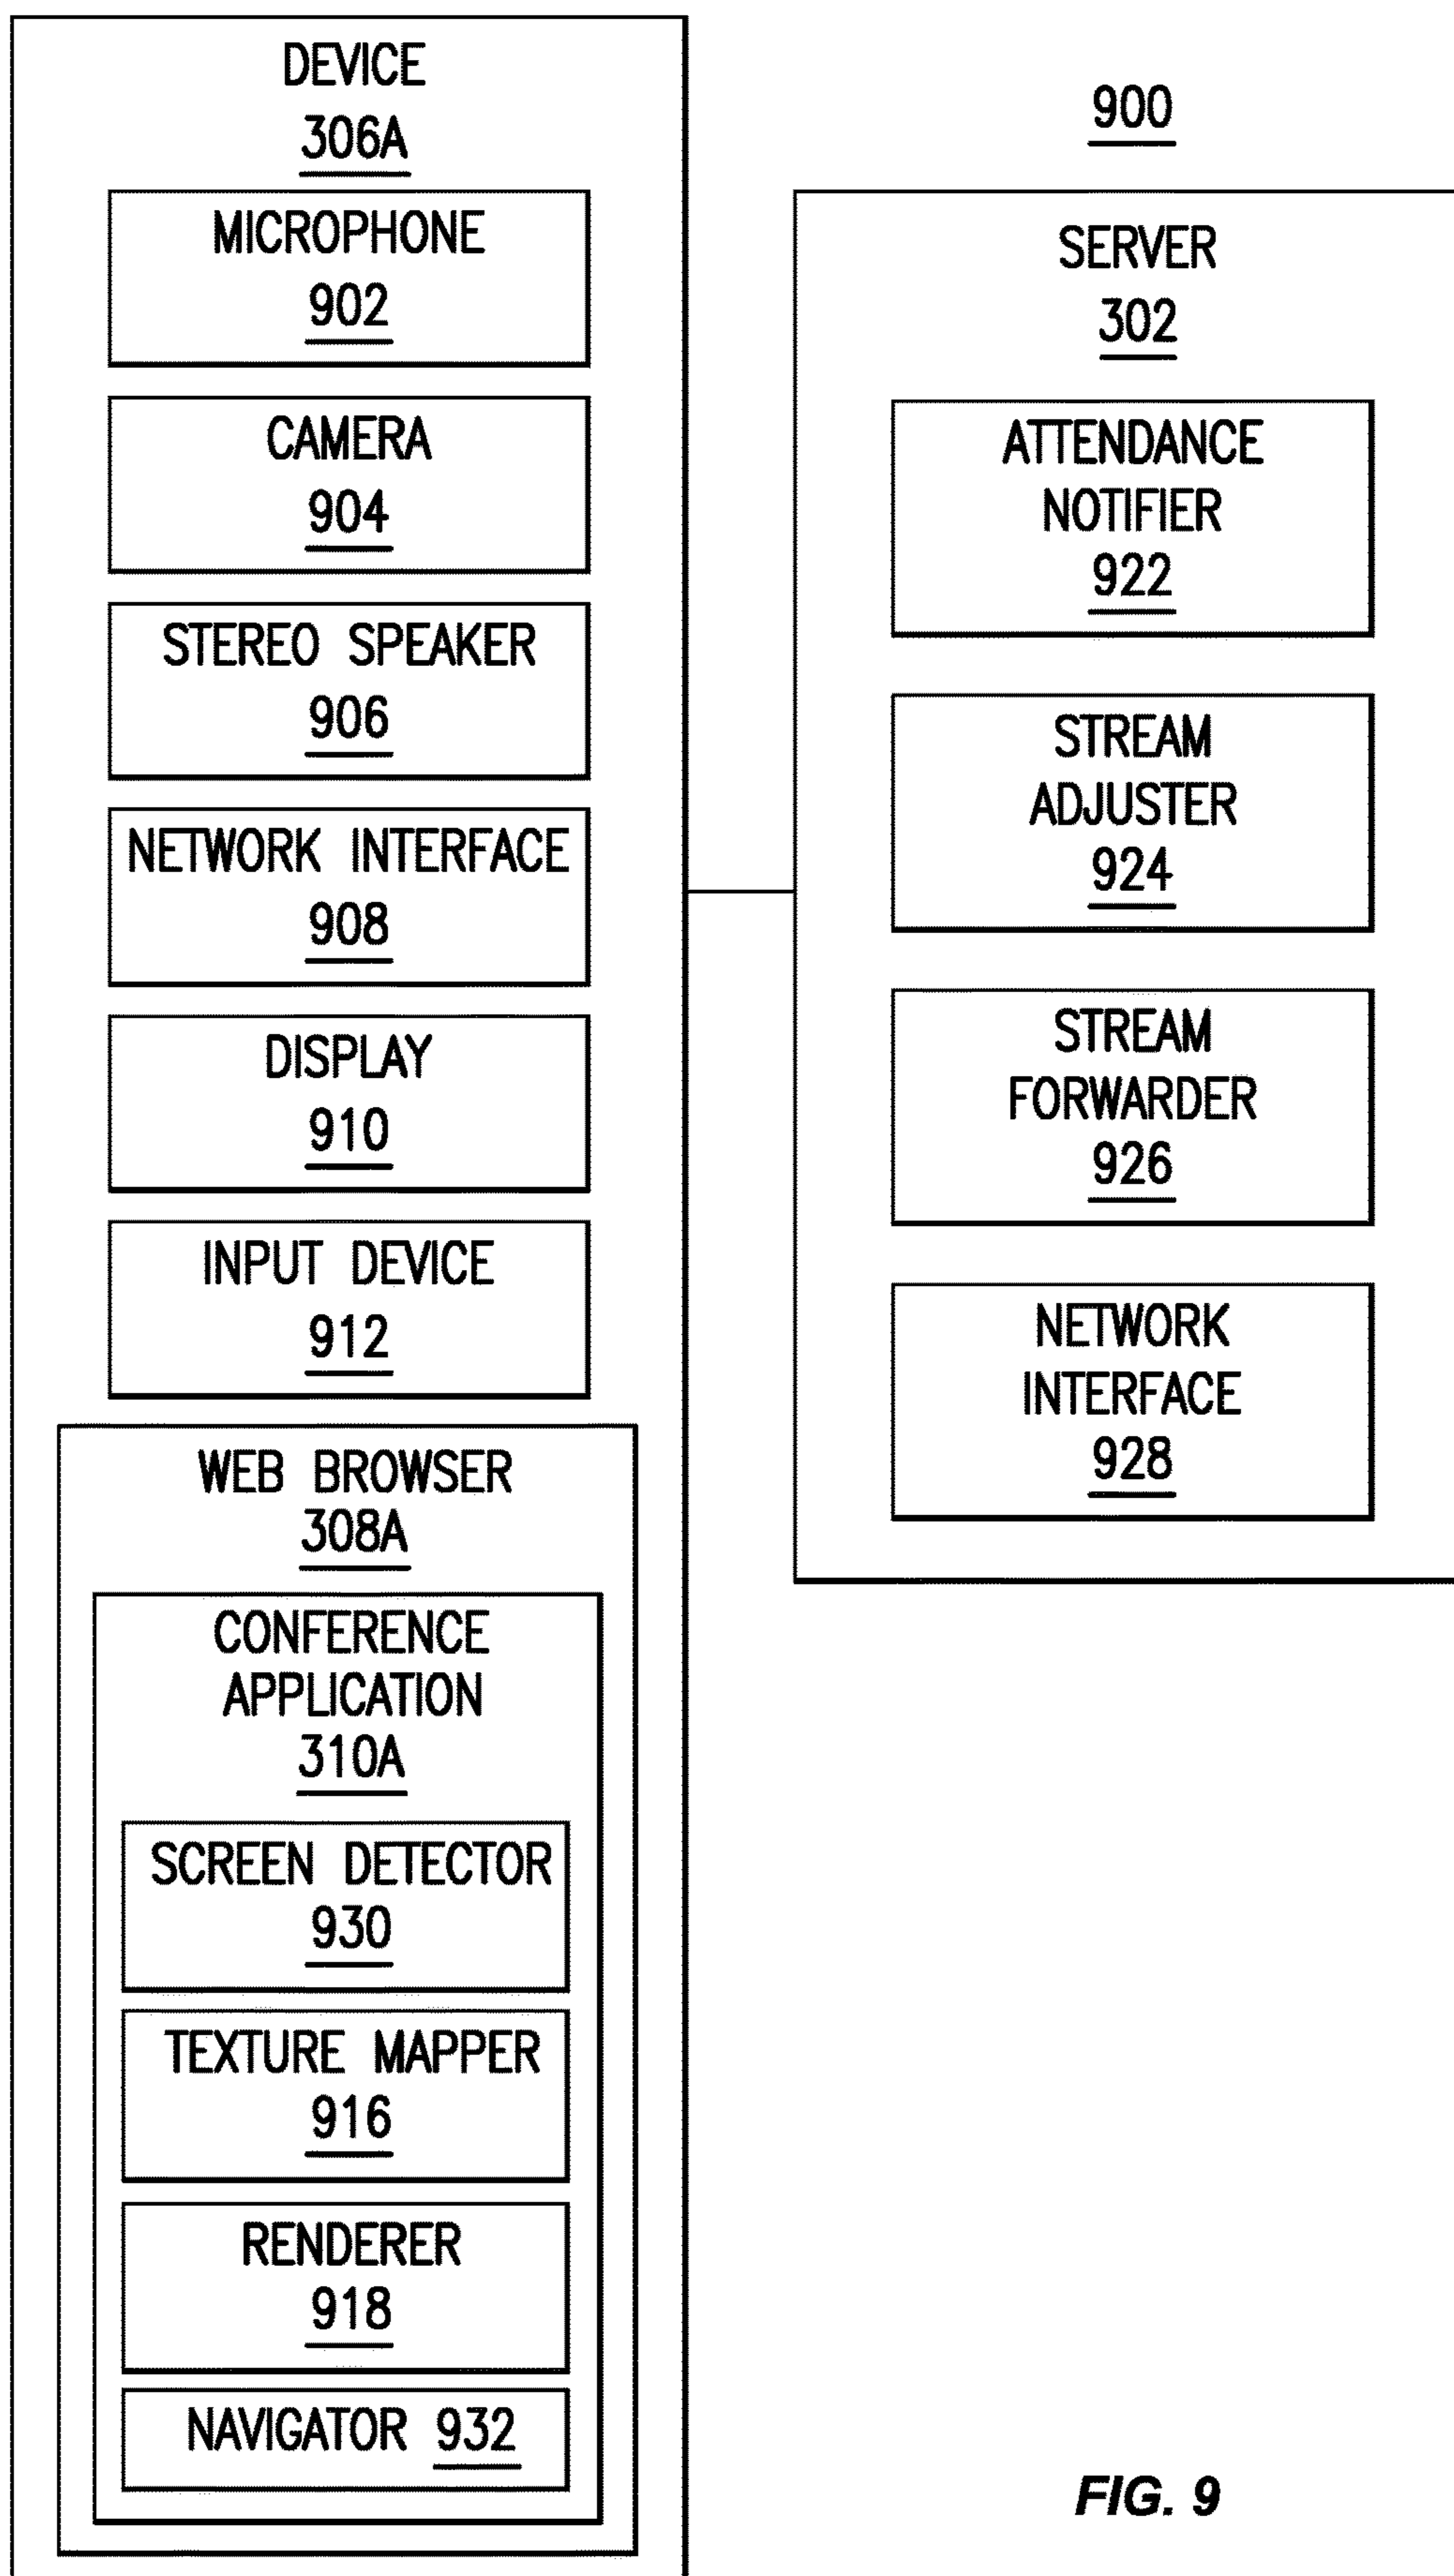 DEVICE
306A
MICROPHONE
902
CAMERA
904
STEREO SPEAKER
906
NETWORK INTERFACE
908
DISPLAY
910
INPUT DEVICE
912
WEB BROWSER
308A
CONFERENCE
APPLICATION
310A
SCREEN DETECTOR
930
TEXTURE MAPPER
916
RENDERER
918
NAVIGATOR 932
900
SERVER
302
ATTENDANCE
NOTIFIER
922
STREAM
ADJUSTER
924
STREAM
FORWARDER
926
NETWORK
INTERFACE
928
FIG. 9